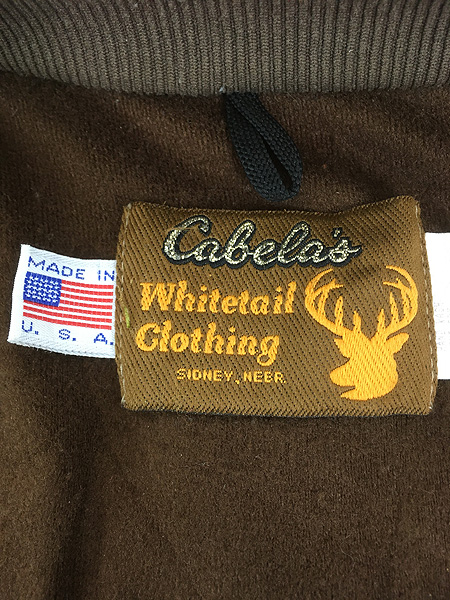 Cabela's
MADE IN
U. S. A.
Whitetail
Clothing
SIDNEY, NEBR.